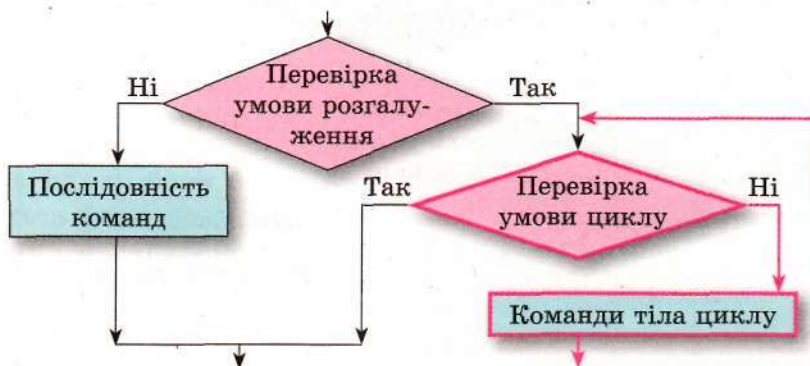 Перевірка
умови розгалу-
ження
Ні
Так
Послідовність
команд
Так
Перевірка
умови циклу
Ні
Команди тіла циклу